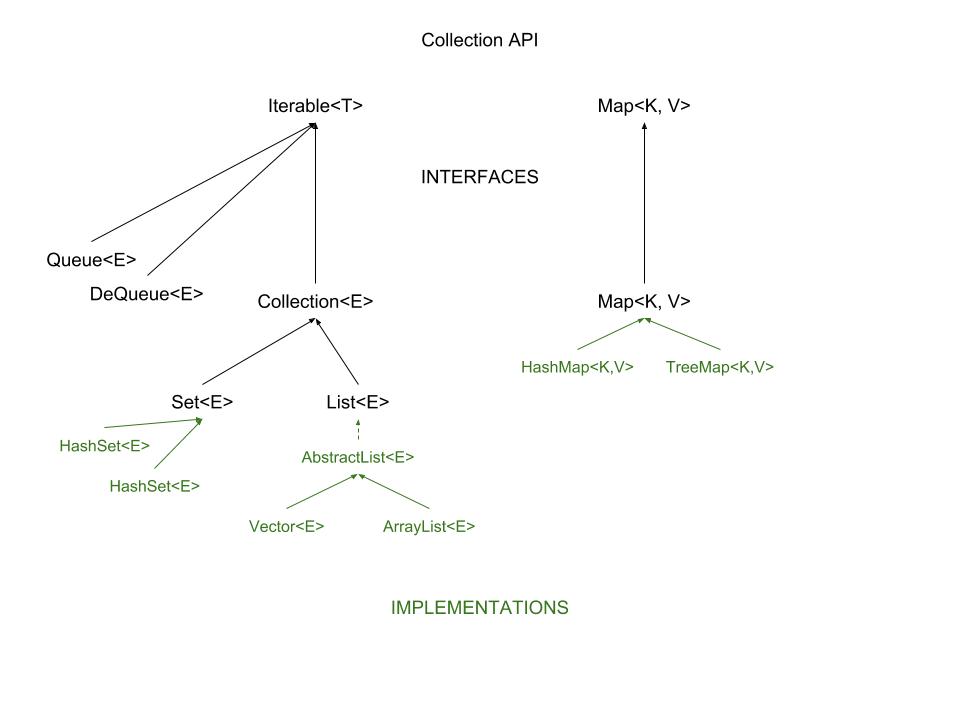 Collection API
Iterable<T>
Map<K, V>
INTERFACES
Queue<E>
DeQueue<E>
Collection<E>
Map<K, V>
HashMap<K,V>
TreeMap<K,V>
Set<E>
List<E>
HashSet<E>
AbstractList<E>
HashSet<E>
Vector<E>
ArrayList<E>
IMPLEMENTATIONS